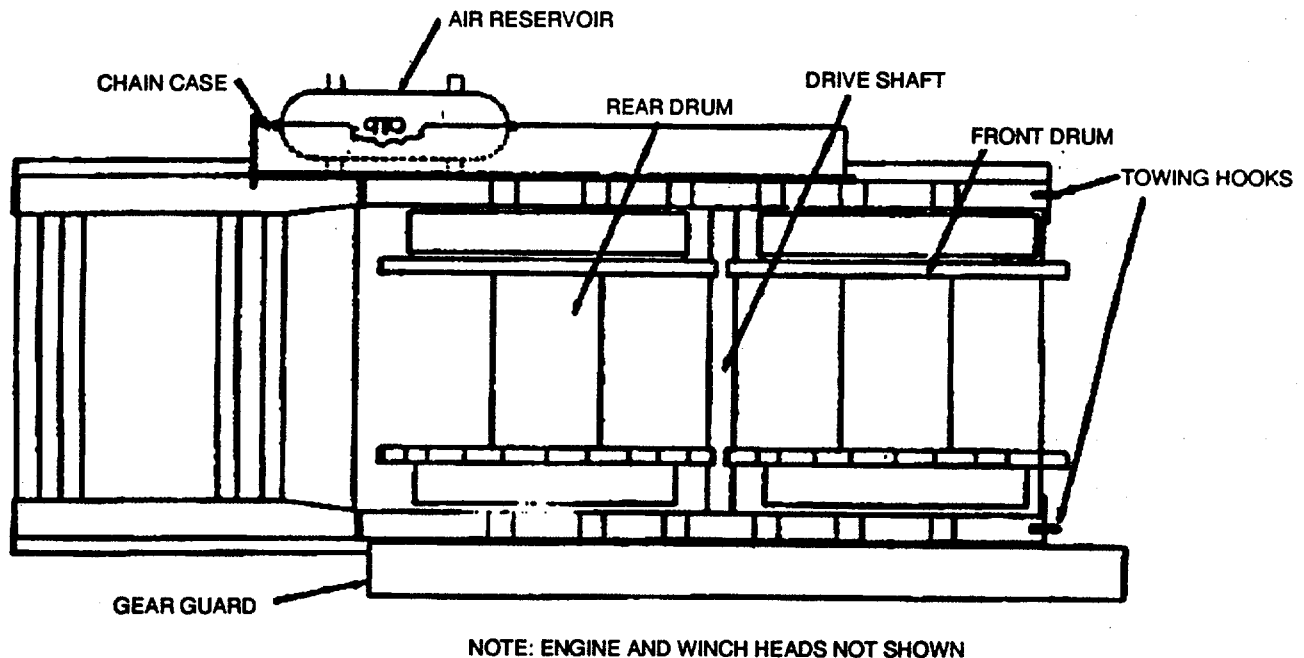 AIR RESERVOIR
CHAIN CASE
DRIVE SHAFT
REAR DRUM
FRONT DRUM
TOWING HOOKS
GEAR GUARD
NOTE: ENGINE AND WINCH HEADS NOT SHOWN